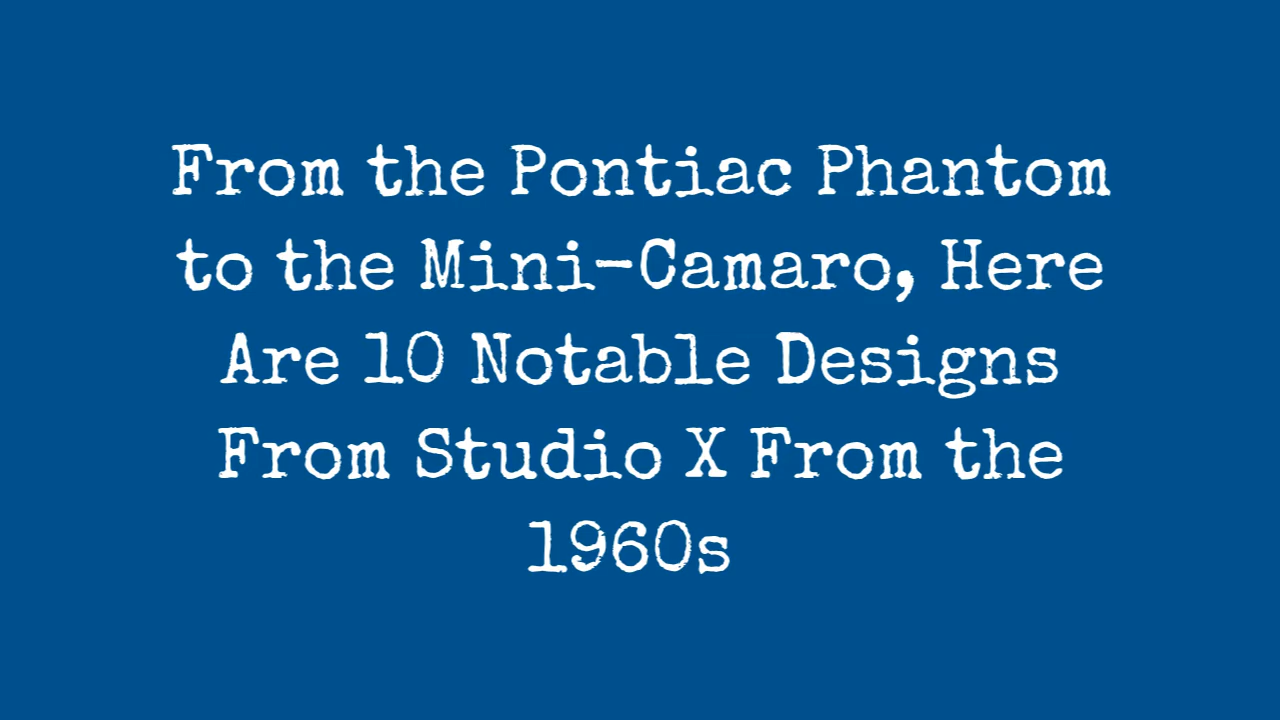 From the Pontiac Phantom
to the Mini-Camaro, Here
Are 10 Notable Designs
From Studio X From the
1960s